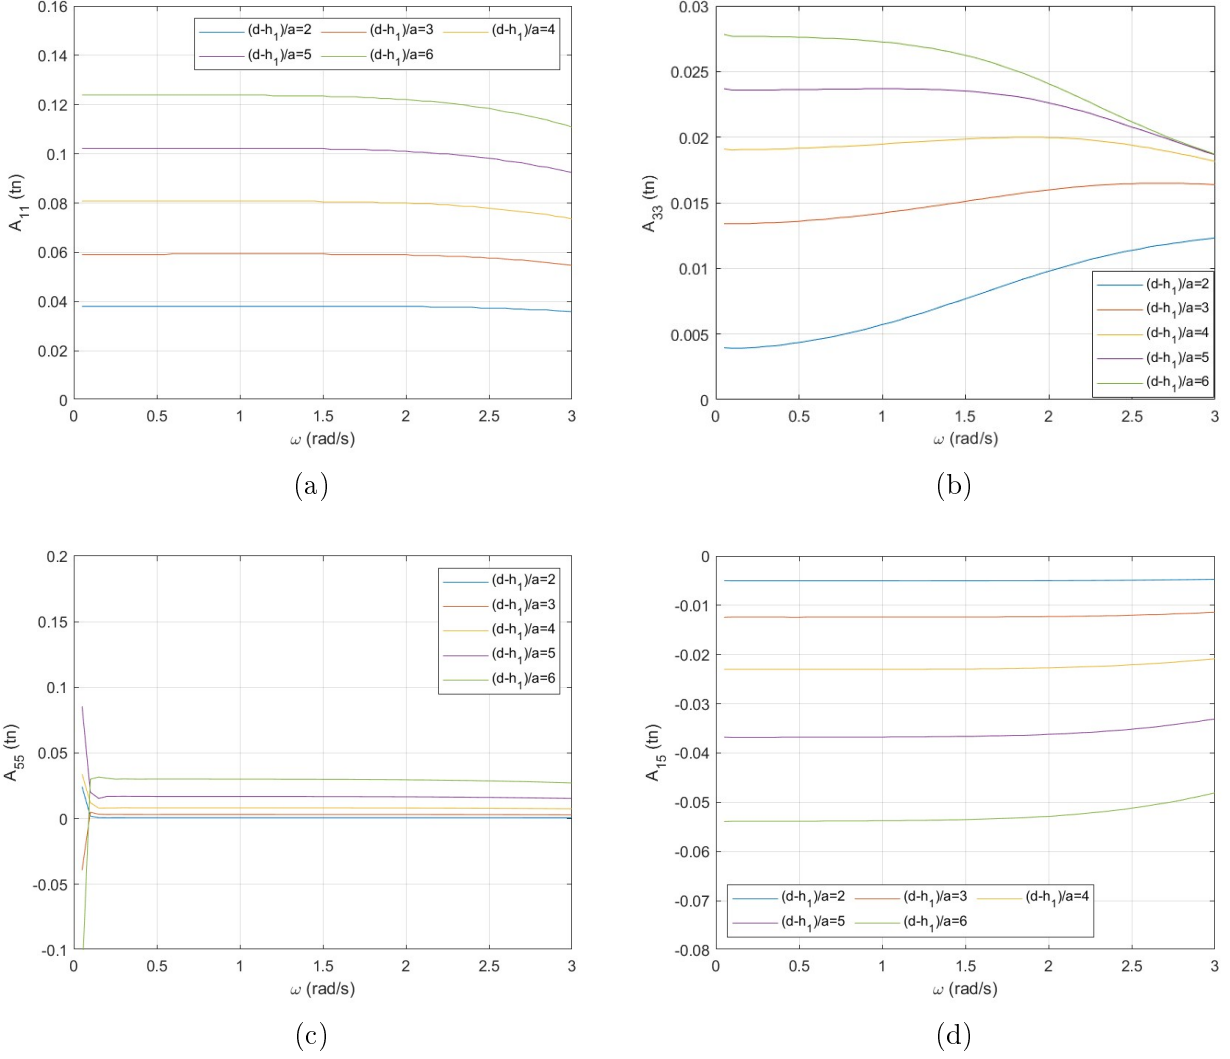 0.16
0.14
0.12
0.1
0.08
0.06
0.04
0.02
0
A11 (tn)
(d-h1)/a=2 (d-h1)/a=3 (d-h1)/a=4
(d-h1)/a=5 (d-h1)/a=6
0 0.5 1 1.5 2 2.5 3
ω (rad/s)
(a)
0.03
0.025
0.02
0.015
0.01
0.005
0
A33 (tn)
(d-h1)/a=2
(d-h1)/a=3
(d-h1)/a=4
(d-h1)/a=5
(d-h1)/a=6
0 0.5 1 1.5 2 2.5 3
ω (rad/s)
(b)
0.2
0.15
0.1
0.05
0
-0.05
-0.1
A55 (tn)
(d-h1)/a=2
(d-h1)/a=3
(d-h1)/a=4
(d-h1)/a=5
(d-h1)/a=6
0 0.5 1 1.5 2 2.5 3
ω (rad/s)
(c)
0
-0.01
-0.02
-0.03
-0.04
-0.05
-0.06
-0.07
-0.08
A15 (tn)
(d-h1)/a=2 (d-h1)/a=3 (d-h1)/a=4
(d-h1)/a=5 (d-h1)/a=6
0 0.5 1 1.5 2 2.5 3
ω (rad/s)
(d)